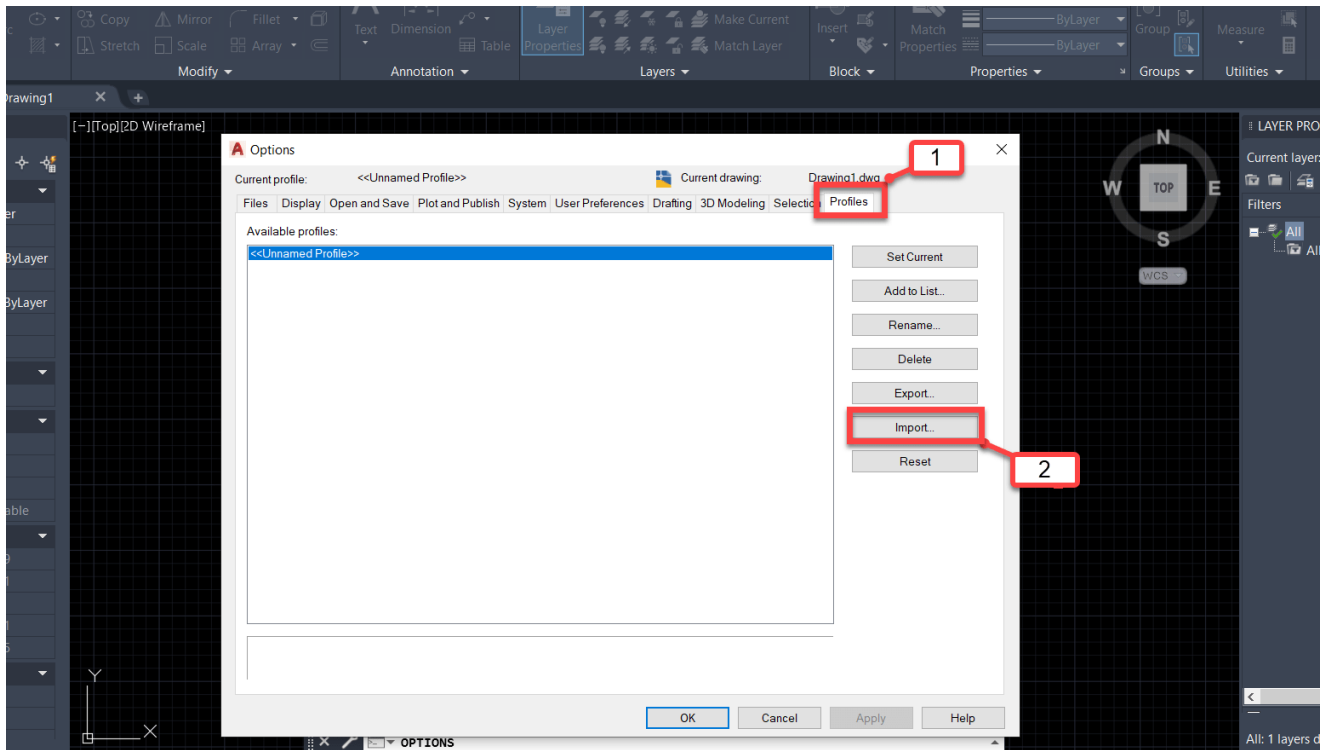 Copy Mirror Fillet Text Dimension Layer Properties Make Current Insert Match Properties ByLayer Group Measure
Stretch Scale Array Table Match Layer ByLayer
Modify Annotation Layers Block Properties Groups Utilities
Drawing1
[−][Top][2D Wireframe]
LAYER PRO
Options
1
N
Current profile: <<Unnamed Profile>> Current drawing: Drawing1.dwg
Current layer:
W TOP E
Files Display Open and Save Plot and Publish System User Preferences Drafting 3D Modeling Selection Profiles
Filters
Available profiles:
S
All
<<Unnamed Profile>>
Set Current
ByLayer
All
WCS
Add to List...
ByLayer
Rename...
Delete
Export...
Import...
Reset
2
able
Y
X
OK Cancel Apply Help
OPTIONS
All: 1 layers d